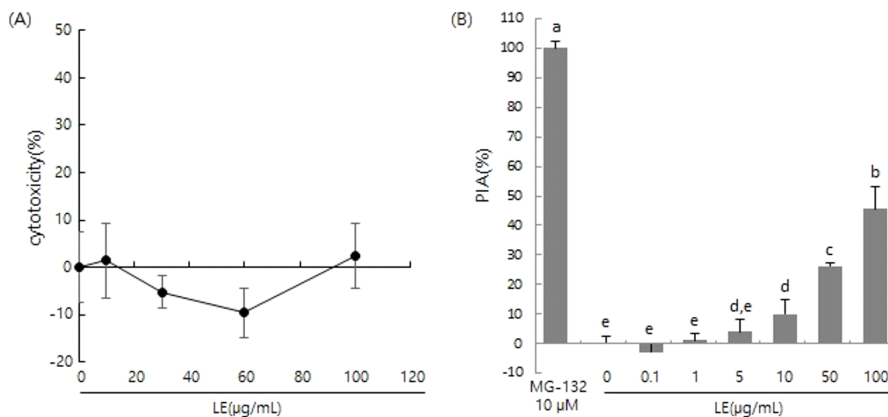 (A)
50
40
30
20
10
0
-10
-20
cytotoxicity(%)
0 20 40 60 80 100 120
LE(μg/mL)
(B)
110
100
90
80
70
60
50
40
30
20
10
0
-10
PIA(%)
a
e
e
e
d,e
d
c
b
MG-132 0 0.1 1 5 10 50 100
10 μM
LE(μg/mL)